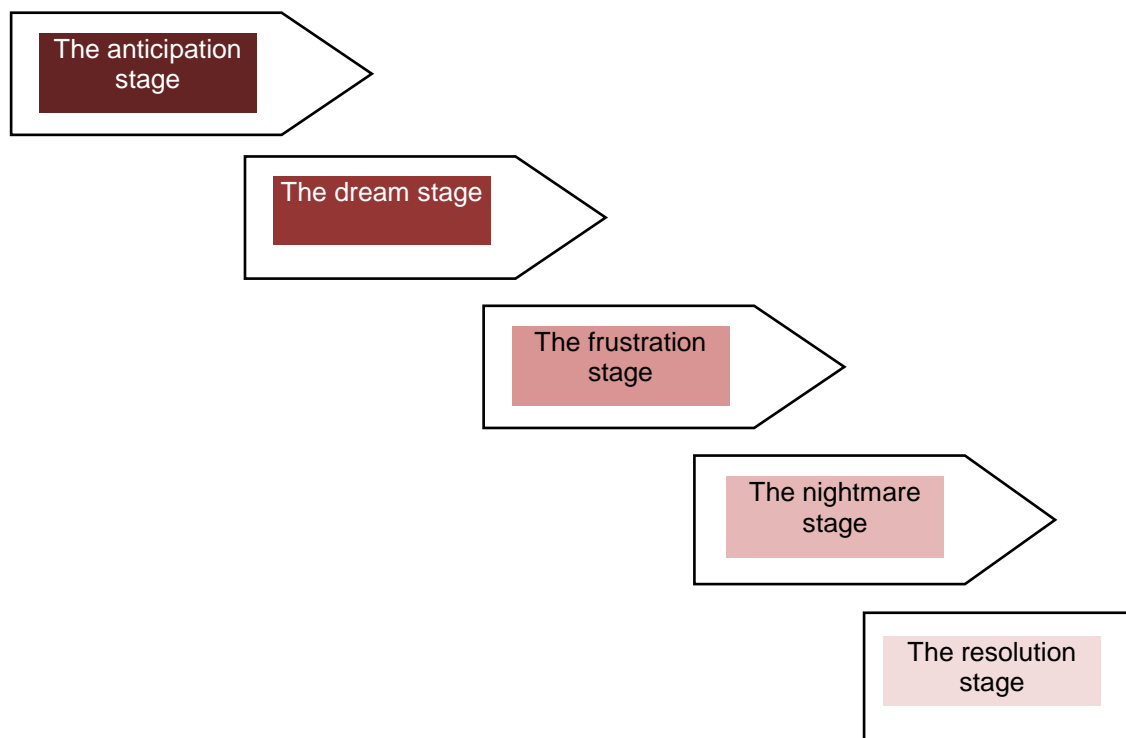 The anticipation
stage
The dream stage
The frustration
stage
The nightmare
stage
The resolution
stage